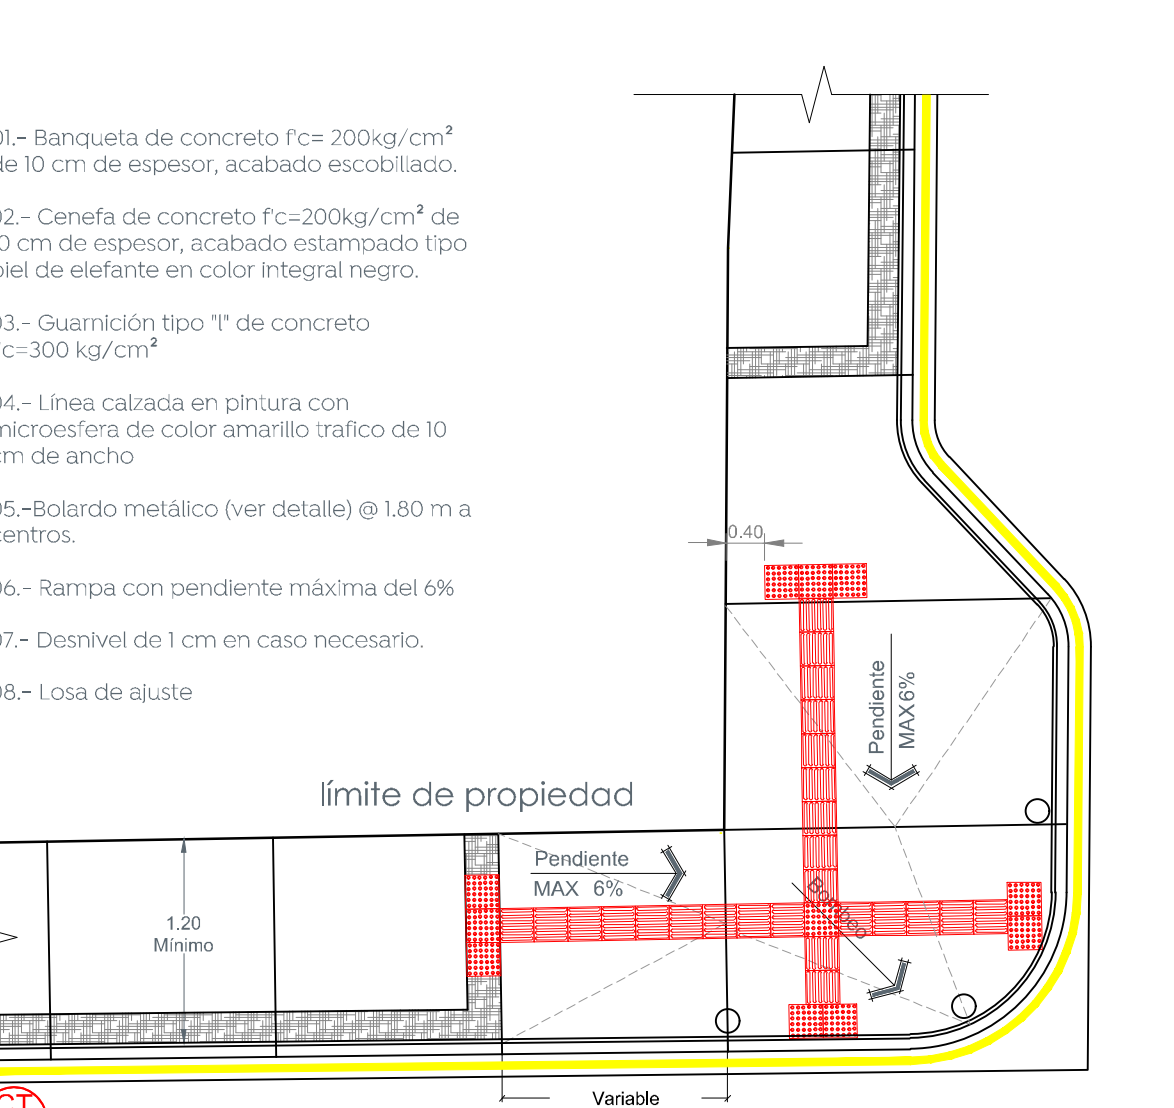 01.- Banqueta de concreto f'c= 200kg/cm²
de 10 cm de espesor, acabado escobillado.
02.- Cenefa de concreto f'c=200kg/cm² de
10 cm de espesor, acabado estampado tipo
piel de elefante en color integral negro.
03.- Guarnición tipo "l" de concreto
f'c=300 kg/cm²
04.- Línea calzada en pintura con
microesfera de color amarillo trafico de 10
cm de ancho
05.-Bolardo metálico (ver detalle) @ 1.80 m a
centros.
06.- Rampa con pendiente máxima del 6%
07.- Desnivel de 1 cm en caso necesario.
08.- Losa de ajuste
0.40
Pendiente
MAX 6%
límite de propiedad
Pendiente
MAX 6%
1.20
Mínimo
Bombeo
Variable
CT